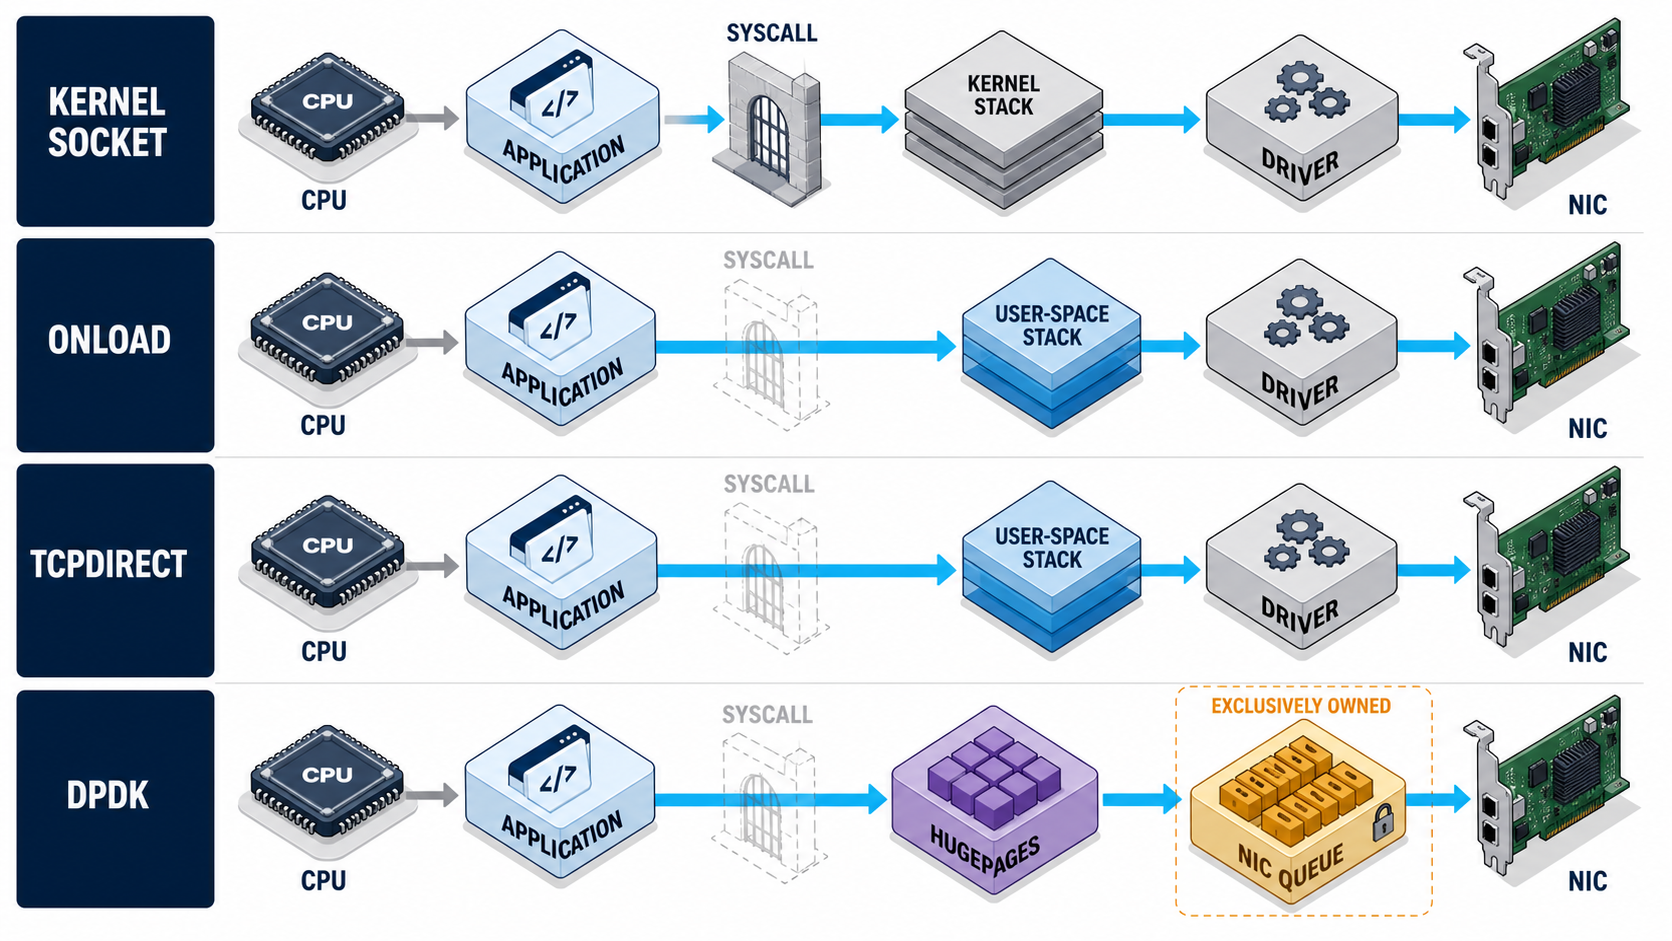 KERNEL
SOCKET
CPU
CPU
</>
APPLICATION
SYSCALL
KERNEL
STACK
DRIVER
NIC
ONLOAD
CPU
CPU
</>
APPLICATION
SYSCALL
USER-SPACE
STACK
DRIVER
NIC
TCPDIRECT
CPU
CPU
</>
APPLICATION
SYSCALL
USER-SPACE
STACK
DRIVER
NIC
DPDK
CPU
CPU
</>
APPLICATION
SYSCALL
HUGEPAGES
EXCLUSIVELY OWNED
NIC QUEUE
NIC